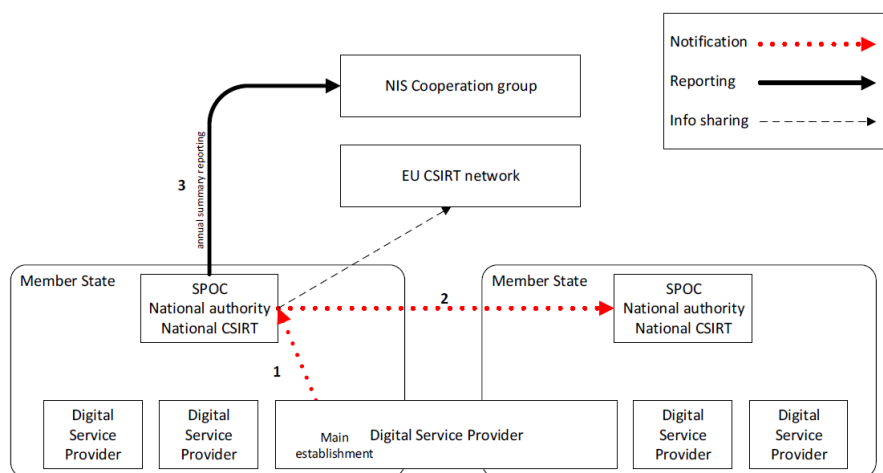 Notification
Reporting
Info sharing
NIS Cooperation group
EU CSIRT network
3
annual summary reporting
Member State
SPOC
National authority
National CSIRT
2
Member State
SPOC
National authority
National CSIRT
1
Digital
Service
Provider
Digital
Service
Provider
Main
establishment
Digital Service Provider
Digital
Service
Provider
Digital
Service
Provider